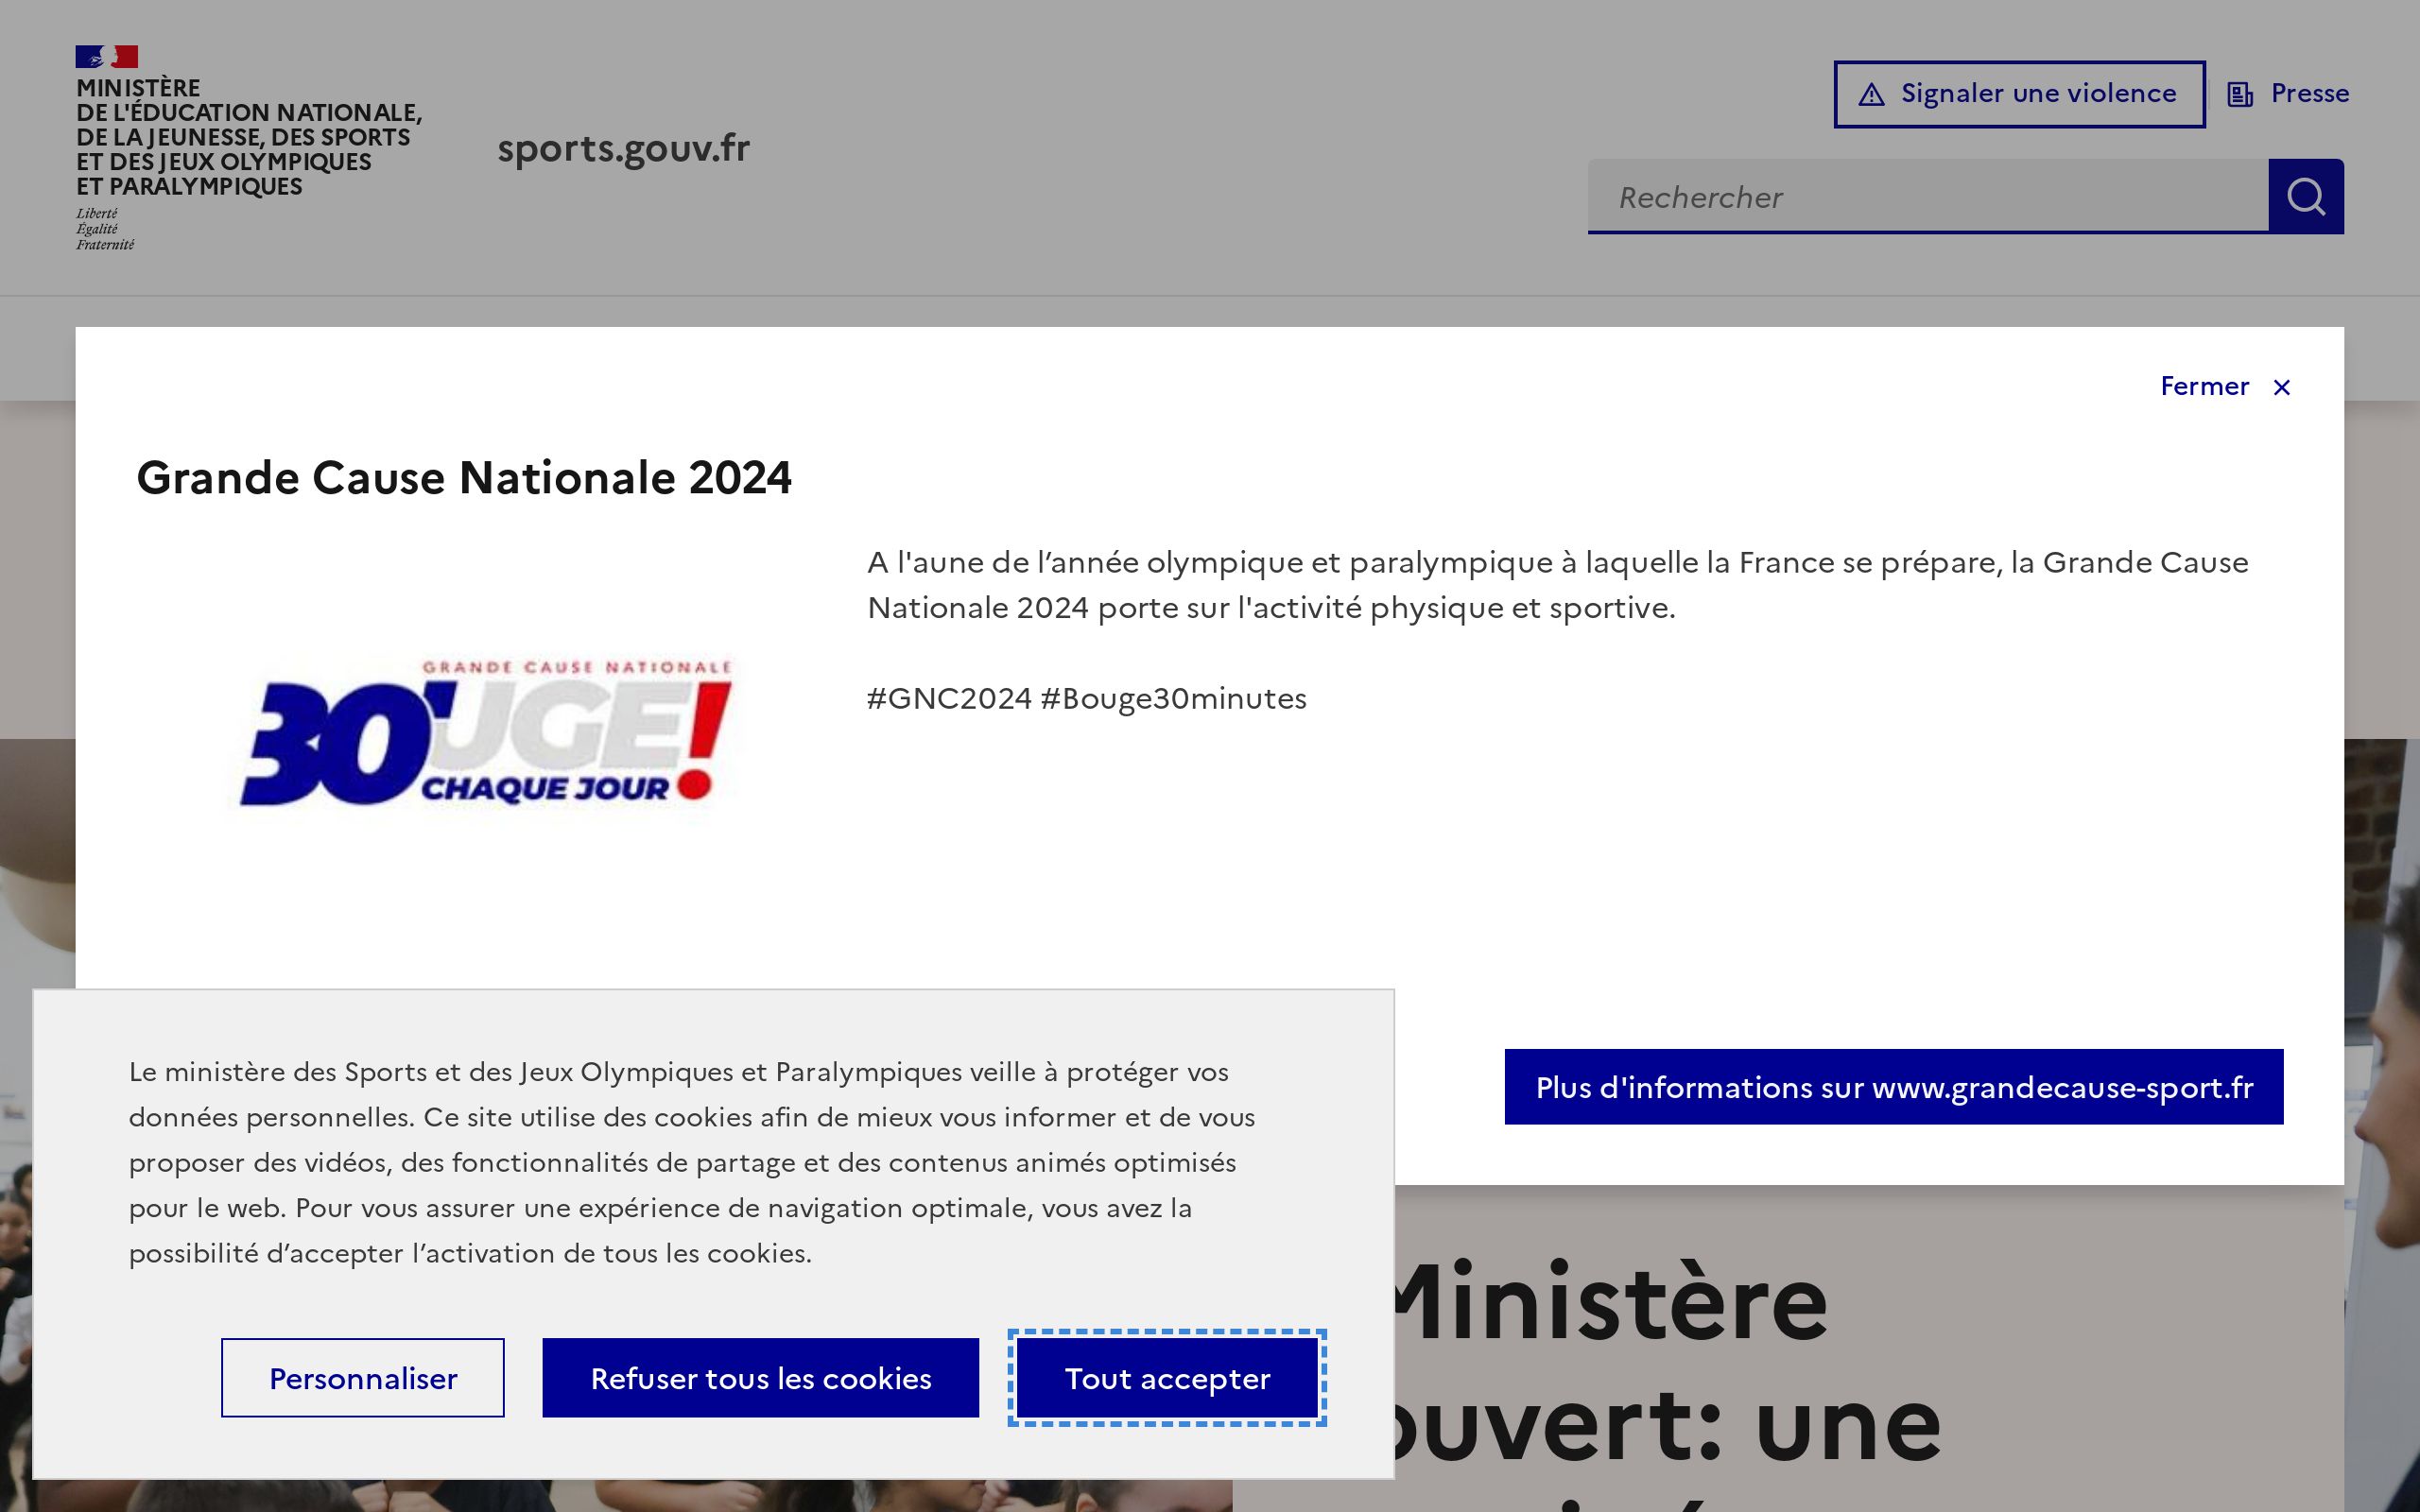 MINISTÈRE
DE L'ÉDUCATION NATIONALE,
DE LA JEUNESSE, DES SPORTS
ET DES JEUX OLYMPIQUES
ET PARALYMPIQUES
Liberté
Égalité
Fraternité
sports.gouv.fr
Signaler une violence
Presse
Rechercher
Fermer
Grande Cause Nationale 2024
GRANDE CAUSE NATIONALE
30'UGE!
CHAQUE JOUR
A l'aune de l’année olympique et paralympique à laquelle la France se prépare, la Grande Cause
Nationale 2024 porte sur l'activité physique et sportive.
#GNC2024 #Bouge30minutes
Plus d'informations sur www.grandecause-sport.fr
Le ministère des Sports et des Jeux Olympiques et Paralympiques veille à protéger vos
données personnelles. Ce site utilise des cookies afin de mieux vous informer et de vous
proposer des vidéos, des fonctionnalités de partage et des contenus animés optimisés
pour le web. Pour vous assurer une expérience de navigation optimale, vous avez la
possibilité d’accepter l’activation de tous les cookies.
Personnaliser
Refuser tous les cookies
Tout accepter
Ministère
ouvert: une